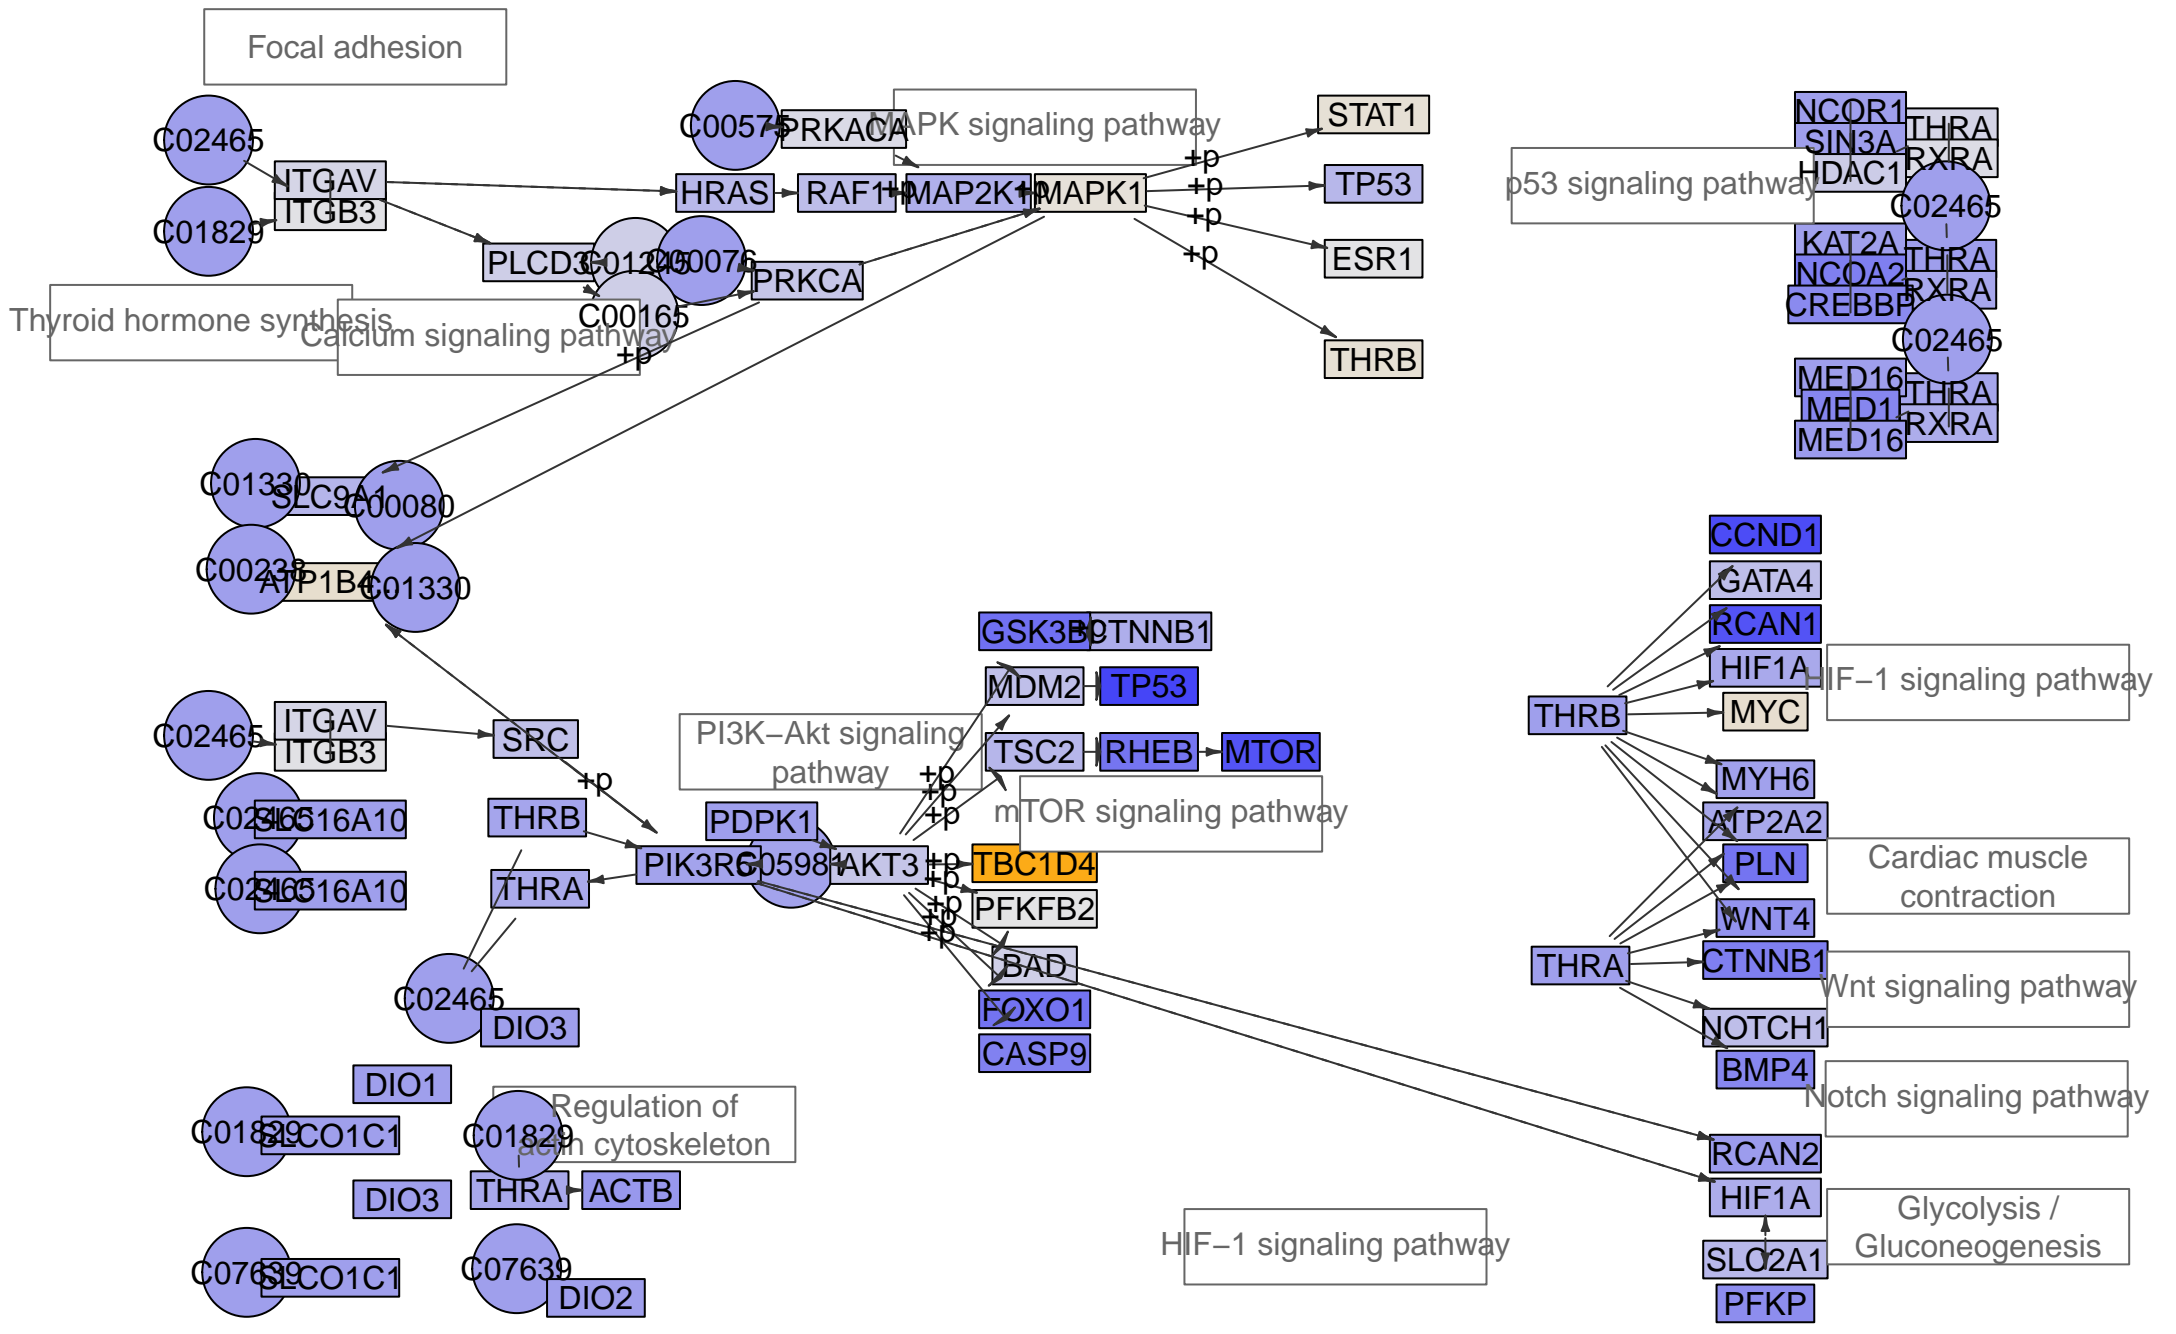 Focal adhesion
C02465
C00575
PRKACA
MAPK signaling pathway
STAT1
NCOR1
THRA
SIN3A
RXRA
HDAC1
p53 signaling pathway
ITGAV
ITGB3
C01829
HRAS
RAF1
+p
MAP2K1
+p
MAPK1
+p
+p
+p
+p
TP53
ESR1
THRB
C02465
PLCD3
C01245
C00076
PRKCA
C00165
KAT2A
THRA
NCOA2
RXRA
CREBBP
C02465
Thyroid hormone synthesis
Calcium signaling pathway
+p
MED16
THRA
MED1
RXRA
MED16
C01330
SLC9A1
C00080
C00238
ATP1B4...
C01330
CCND1
GATA4
RCAN1
HIF1A
HIF−1 signaling pathway
MYC
THRB
GSK3B
+p
CTNNB1
MDM2
TP53
TSC2
RHEB
MTOR
C02465
ITGAV
ITGB3
SRC
+p
PI3K−Akt signaling
pathway
+p
+p
+p
mTOR signaling pathway
MYH6
ATP2A2
PLN
Cardiac muscle
contraction
WNT4
C02465
SLC16A10
THRB
PDPK1
PIK3R6
C05981
AKT3
+p
TBC1D4
+p
PFKFB2
+p
+p
+p
C02465
SLC16A10
THRA
BAD
FOXO1
CASP9
THRA
CTNNB1
Wnt signaling pathway
NOTCH1
BMP4
Notch signaling pathway
C02465
DIO3
DIO1
Regulation of
actin cytoskeleton
C01829
SLCO1C1
C01829
DIO3
THRA
ACTB
RCAN2
HIF1A
Glycolysis /
Gluconeogenesis
SLC2A1
PFKP
HIF−1 signaling pathway
C07639
SLCO1C1
C07639
DIO2